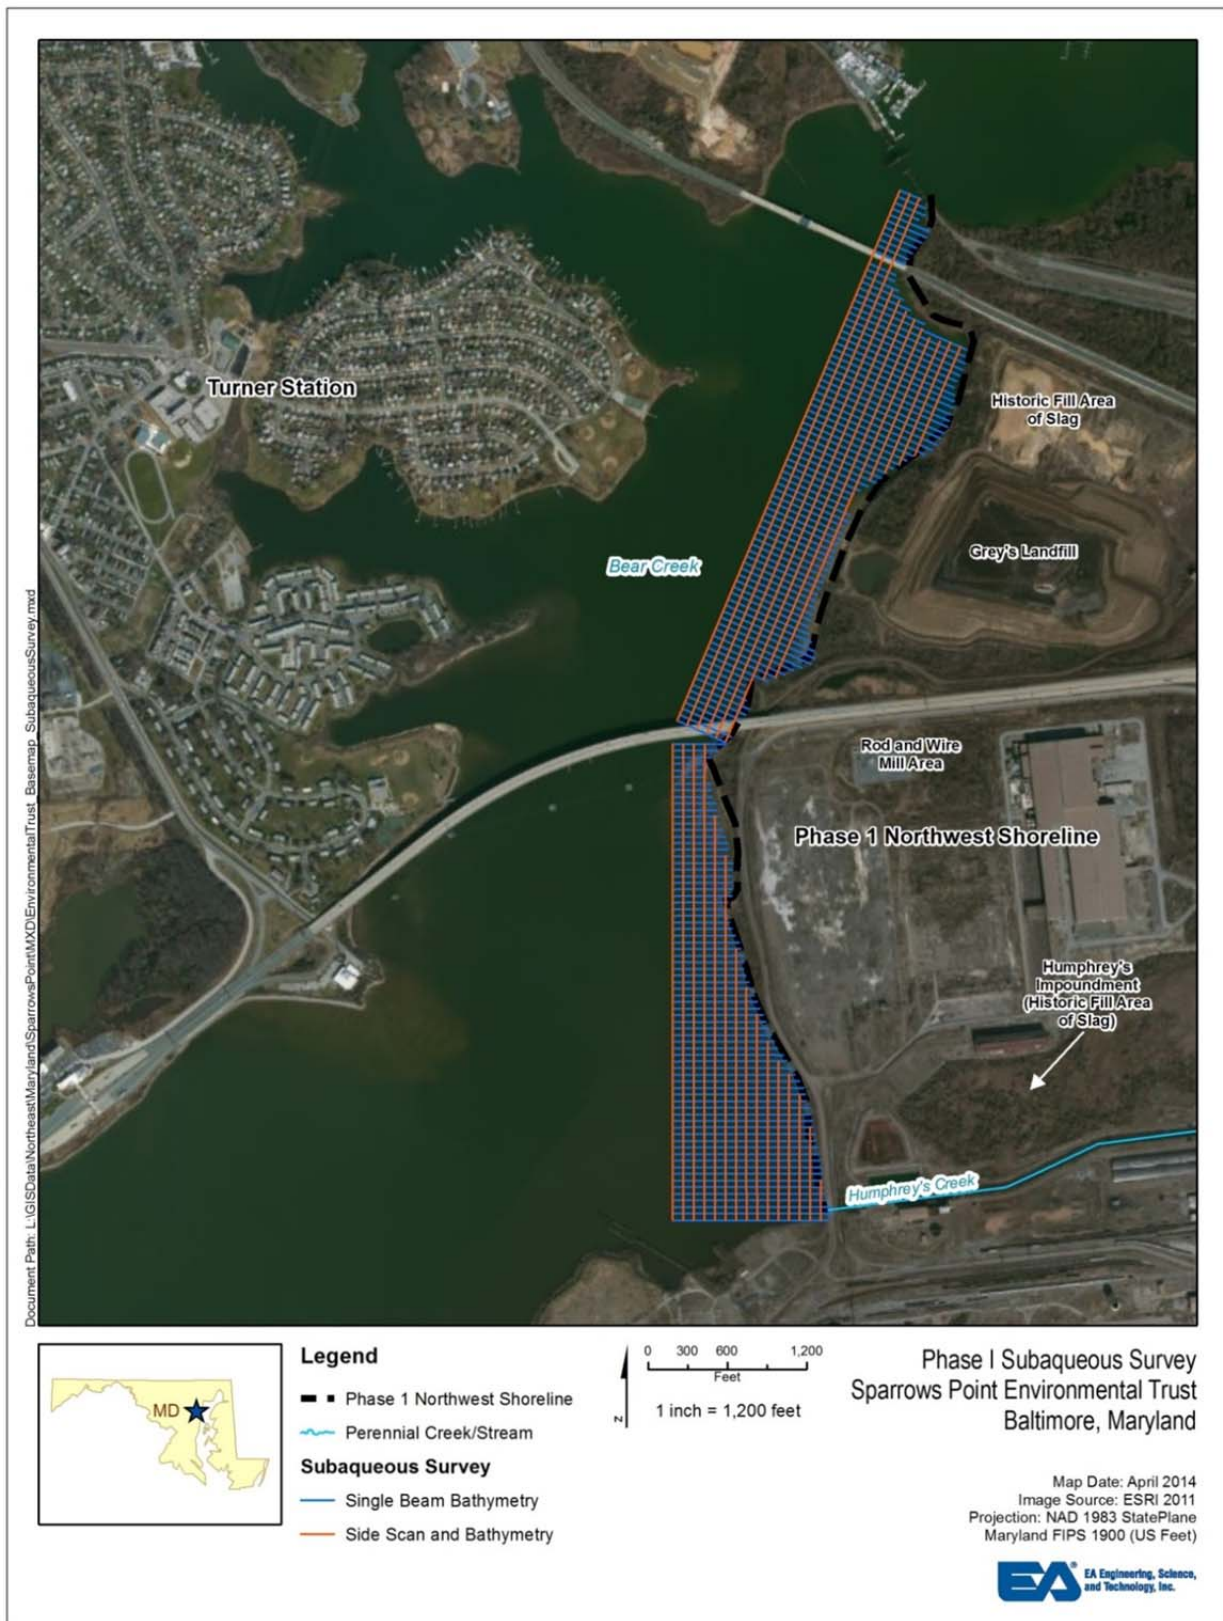 Turner Station
Historic Fill Area
of Slag
Grey's Landfill
Bear Creek
Rod and Wire
Mill Area
Phase 1 Northwest Shoreline
Humphrey's
Impoundment
(Historic Fill Area
of Slag)
Humphrey's Creek
Document Path: L:\GISData\Northeast\Maryland\SparrowsPoint\MXD\EnvironmentalTrust_Basemap_SubaqueousSurvey.mxd
MD
Legend
Phase 1 Northwest Shoreline
Perennial Creek/Stream
Subaqueous Survey
Single Beam Bathymetry
Side Scan and Bathymetry
N
0 300 600 1,200
Feet
1 inch = 1,200 feet
Phase I Subaqueous Survey
Sparrows Point Environmental Trust
Baltimore, Maryland
Map Date: April 2014
Image Source: ESRI 2011
Projection: NAD 1983 StatePlane
Maryland FIPS 1900 (US Feet)
EA® EA Engineering, Science,
and Technology, Inc.